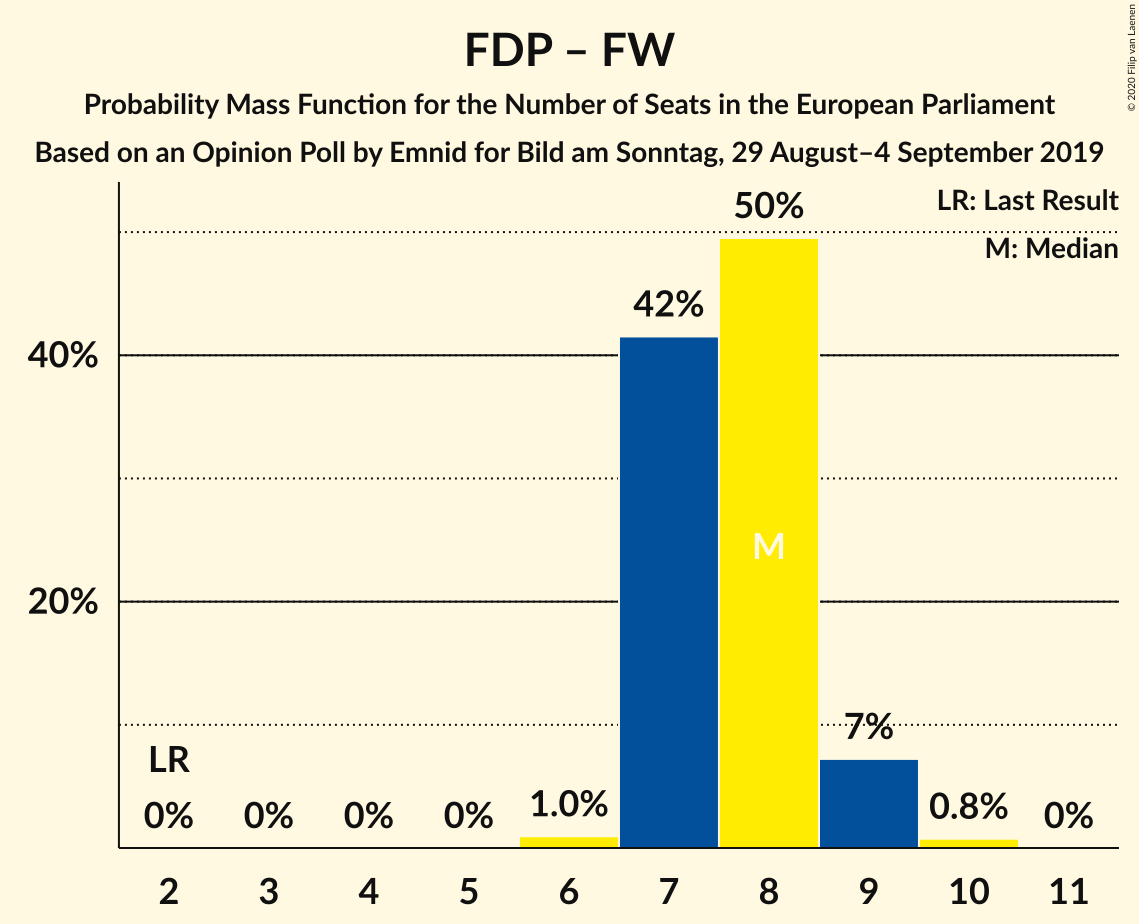 FDP – FW
Probability Mass Function for the Number of Seats in the European Parliament
Based on an Opinion Poll by Emnid for Bild am Sonntag, 29 August–4 September 2019
© 2020 Filip van Laenen
LR: Last Result
M: Median
50%
42%
40%
M
20%
7%
LR
0% 0% 0% 0% 1.0% 0.8% 0%
2 3 4 5 6 7 8 9 10 11